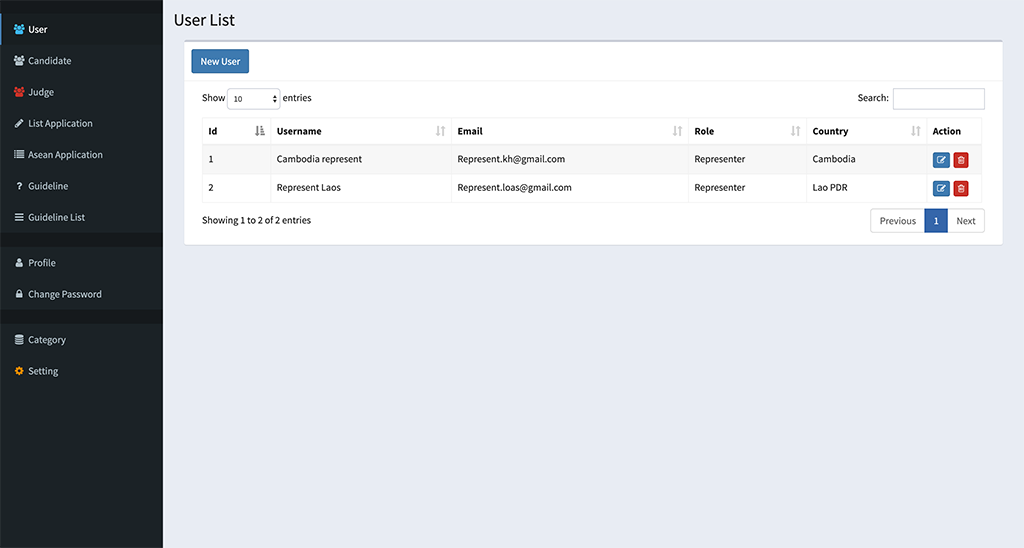 User
Candidate
Judge
List Application
Asean Application
? Guideline
Guideline List
Profile
Change Password
Category
Setting
User List
New User
Show 10 entries Search:
Id Username Email Role Country Action
1 Cambodia represent Represent.kh@gmail.com Representer Cambodia
2 Represent Laos Represent.loas@gmail.com Representer Lao PDR
Showing 1 to 2 of 2 entries Previous 1 Next